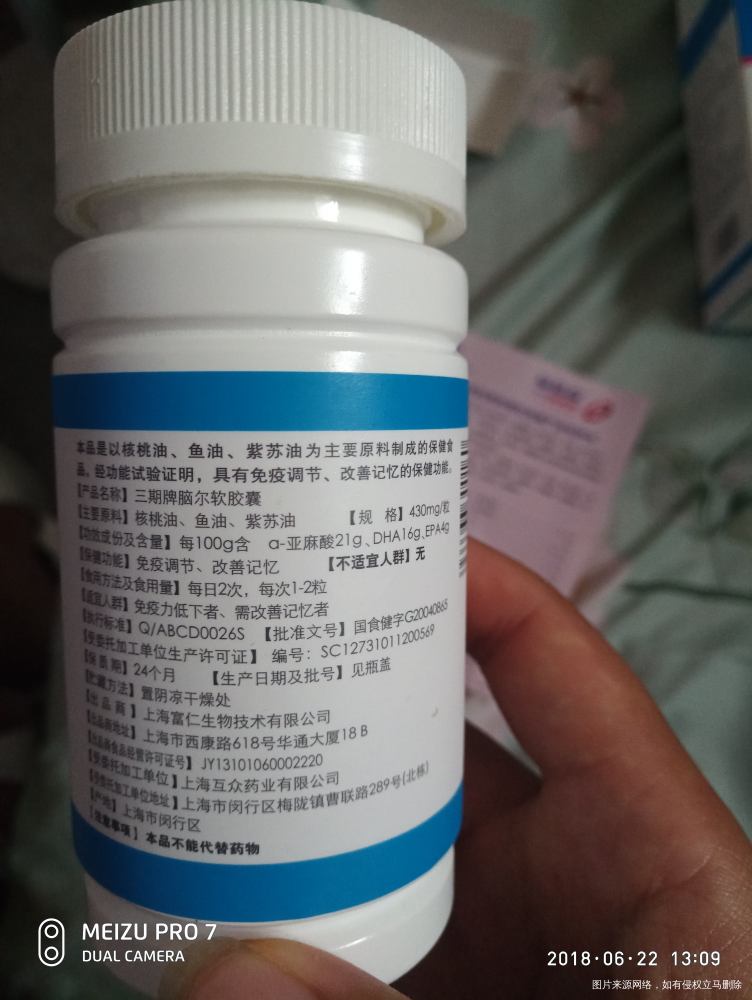 本品是以核桃油、鱼油、紫苏油为主要原料制成的保健食
品。经功能试验证明，具有免疫调节、改善记忆的保健功能。
【产品名称】三期牌脑尔软胶囊
【主要原料】核桃油、鱼油、紫苏油 【规 格】430mg/粒
【功效成份及含量】每100g含 α-亚麻酸21g、DHA16g、EPA4g
【保健功能】免疫调节、改善记忆 【不适宜人群】无
【食用方法及食用量】每日2次，每次1-2粒
【适宜人群】免疫力低下者、需改善记忆者
【执行标准】Q/ABCD0026S 【批准文号】国食健字G20040865
【受委托加工单位生产许可证】编号：SC12731011200569
【保 质 期】24个月 【生产日期及批号】见瓶盖
【贮藏方法】置阴凉干燥处
【出 品 商】上海富仁生物技术有限公司
【出品商地址】上海市西康路618号华通大厦18 B
【出品商食品经营许可证号】JY13101060002220
【受委托加工单位】上海互众药业有限公司
【受委托加工单位地址】上海市闵行区梅陇镇曹联路289号(北栋)
【产地】上海市闵行区
【注意事项】本品不能代替药物
MEIZU PRO 7
DUAL CAMERA
2018·06·22 13:09
图片来源网络，如有侵权立马删除